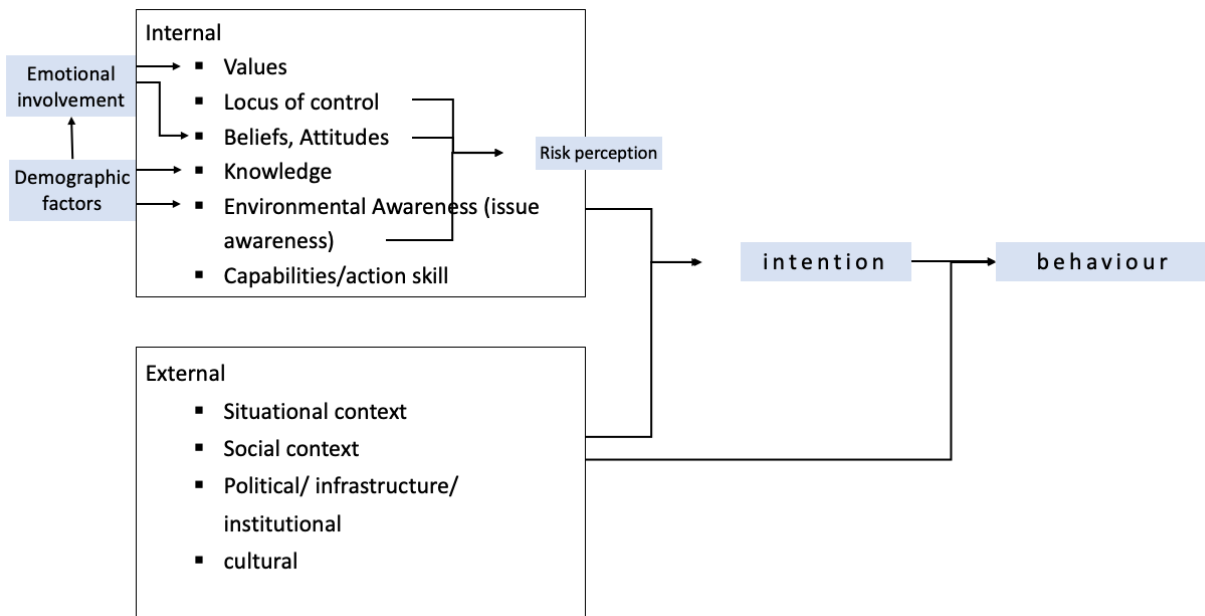 Internal
Emotional
involvement
Demographic
factors
▪ Values
▪ Locus of control
▪ Beliefs, Attitudes
▪ Knowledge
▪ Environmental Awareness (issue
awareness)
▪ Capabilities/action skill
Risk perception
intention
behaviour
External
▪ Situational context
▪ Social context
▪ Political/ infrastructure/
institutional
▪ cultural